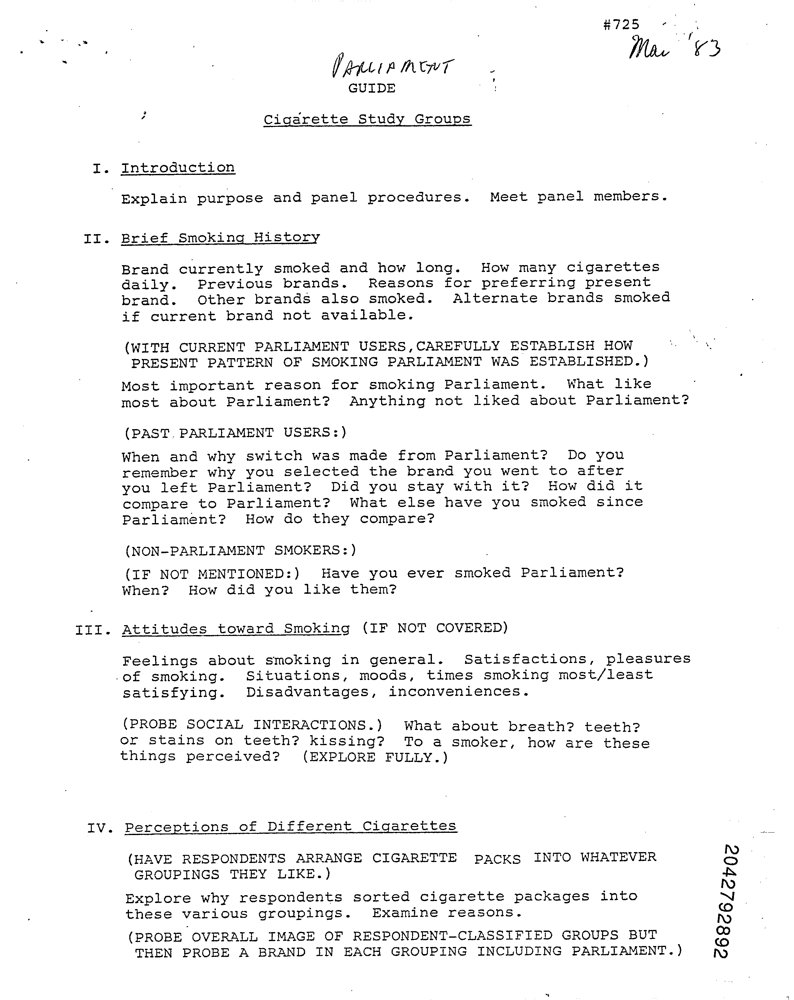 #725
Mar '83
PARLIAMENT
GUIDE
Cigarette Study Groups
I. Introduction
Explain purpose and panel procedures. Meet panel members.
II. Brief Smoking History
Brand currently smoked and how long. How many cigarettes
daily. Previous brands. Reasons for preferring present
brand. Other brands also smoked. Alternate brands smoked
if current brand not available.
(WITH CURRENT PARLIAMENT USERS,CAREFULLY ESTABLISH HOW
PRESENT PATTERN OF SMOKING PARLIAMENT WAS ESTABLISHED.)
Most important reason for smoking Parliament. What like
most about Parliament? Anything not liked about Parliament?
(PAST PARLIAMENT USERS:)
When and why switch was made from Parliament? Do you
remember why you selected the brand you went to after
you left Parliament? Did you stay with it? How did it
compare to Parliament? What else have you smoked since
Parliament? How do they compare?
(NON-PARLIAMENT SMOKERS:)
(IF NOT MENTIONED:) Have you ever smoked Parliament?
When? How did you like them?
III. Attitudes toward Smoking (IF NOT COVERED)
Feelings about smoking in general. Satisfactions, pleasures
of smoking. Situations, moods, times smoking most/least
satisfying. Disadvantages, inconveniences.
(PROBE SOCIAL INTERACTIONS.) What about breath? teeth?
or stains on teeth? kissing? To a smoker, how are these
things perceived? (EXPLORE FULLY.)
IV. Perceptions of Different Cigarettes
(HAVE RESPONDENTS ARRANGE CIGARETTE PACKS INTO WHATEVER
GROUPINGS THEY LIKE.)
Explore why respondents sorted cigarette packages into
these various groupings. Examine reasons.
(PROBE OVERALL IMAGE OF RESPONDENT-CLASSIFIED GROUPS BUT
THEN PROBE A BRAND IN EACH GROUPING INCLUDING PARLIAMENT.)
2042792892